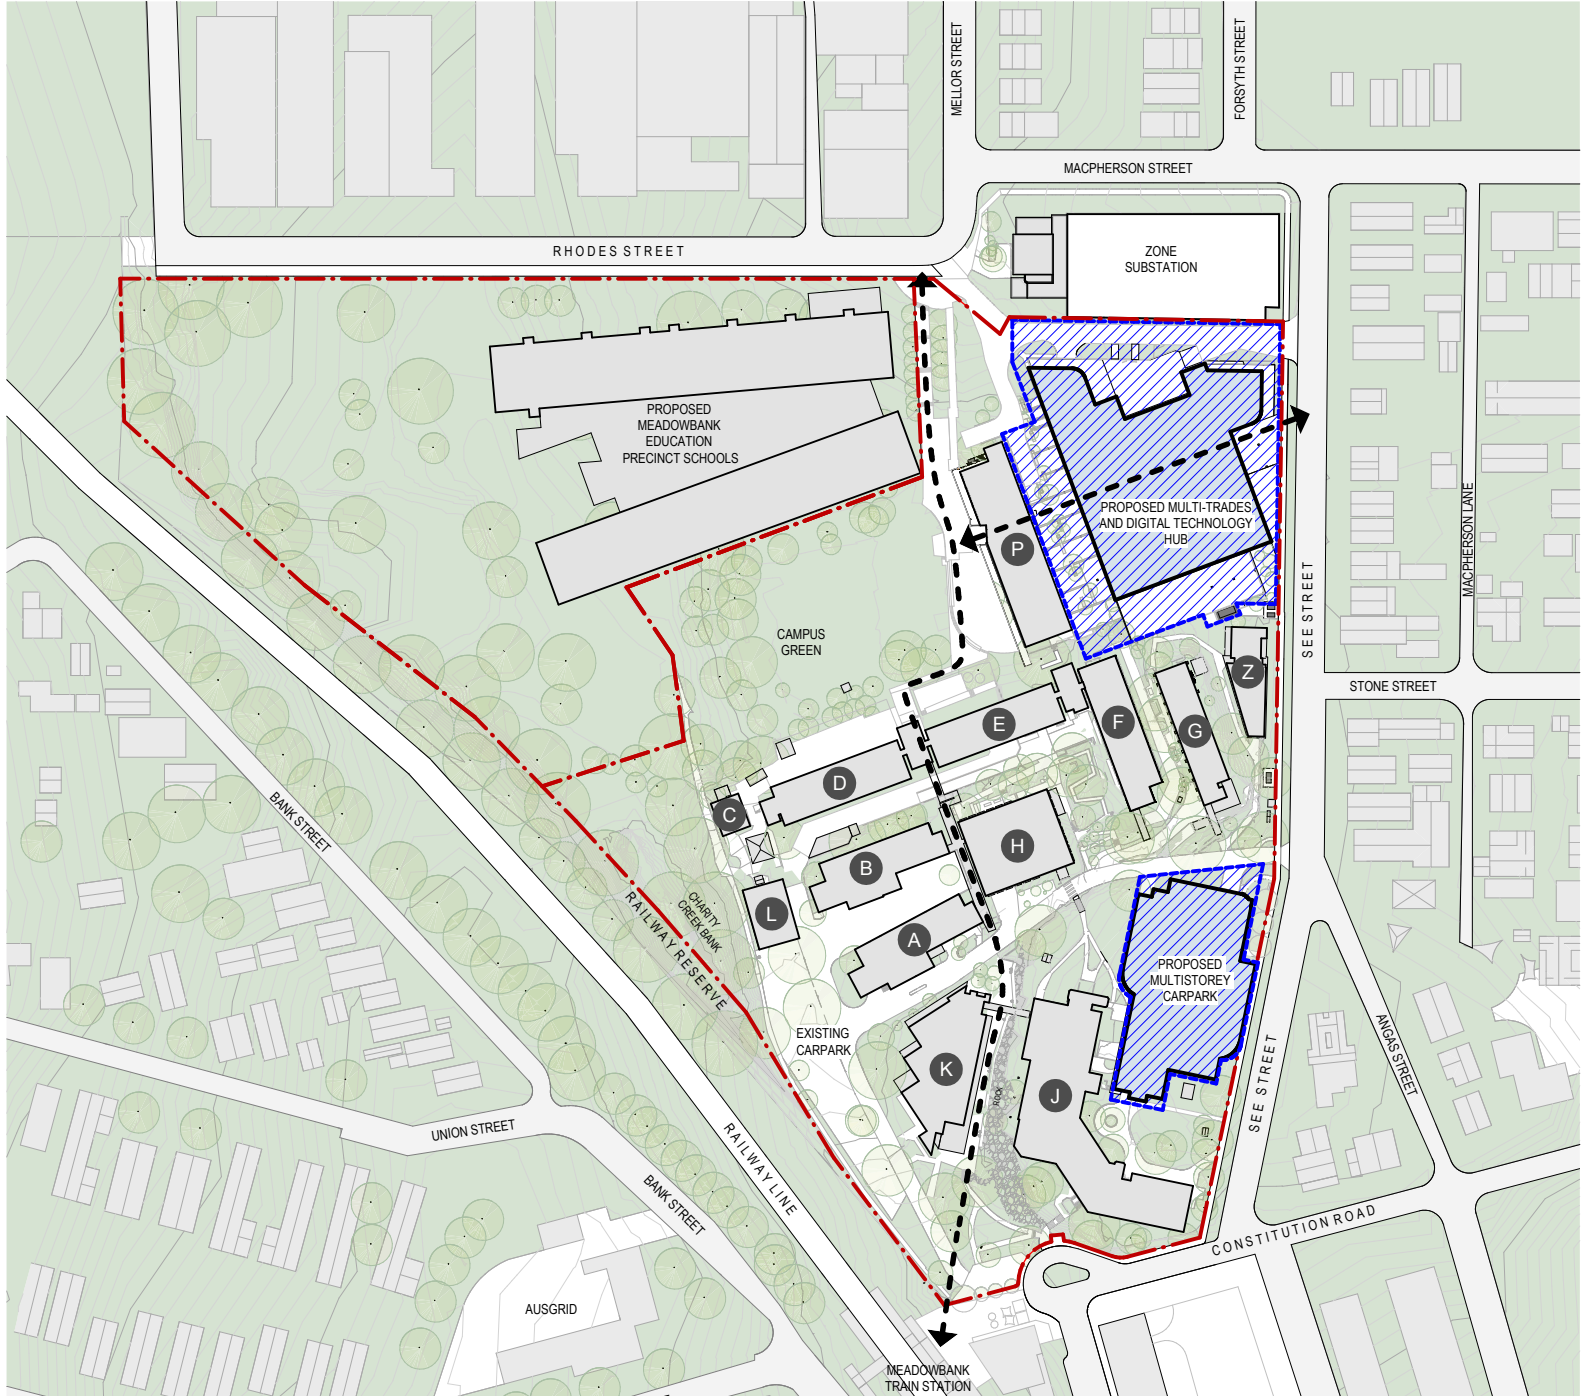 MELLOR STREET
FORSYTH STREET
MACPHERSON STREET
RHODES STREET
ZONE
SUBSTATION
PROPOSED
MEADOWBANK
EDUCATION
PRECINCT SCHOOLS
PROPOSED MULTI-TRADES
AND DIGITAL TECHNOLOGY
HUB
P
MACPHERSON LANE
SEE STREET
CAMPUS
GREEN
Z
STONE STREET
E
F
G
D
C
BANK STREET
H
B
L
A
CHARITY
CREEK BANK
RAILWAY RESERVE
PROPOSED
MULTISTOREY
CARPARK
EXISTING
CARPARK
K
J
ROCK
ANGAS STREET
SEE STREET
UNION STREET
RAILWAY LINE
BANK STREET
CONSTITUTION ROAD
AUSGRID
MEADOWBANK
TRAIN STATION